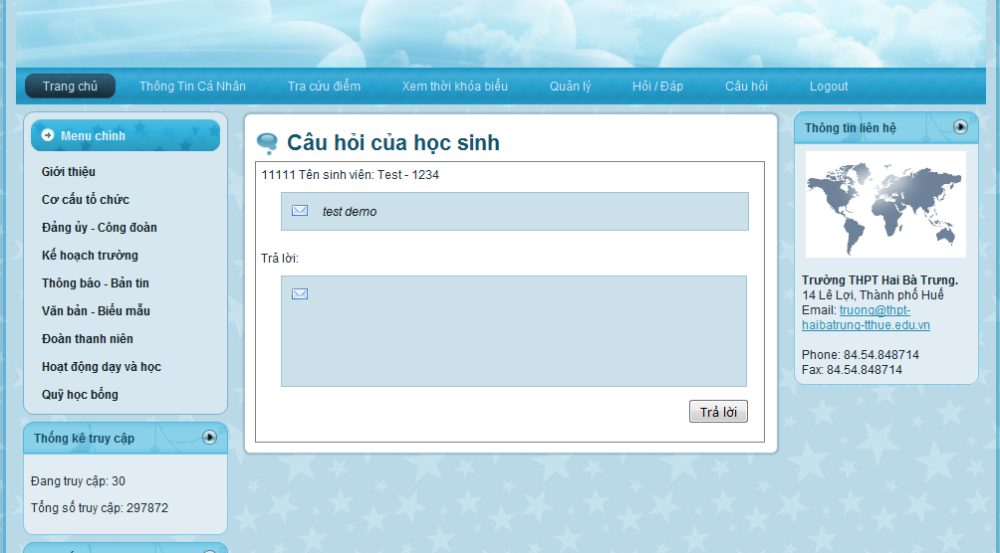 Trang chủ Thông Tin Cá Nhân Tra cứu điểm Xem thời khóa biểu Quản lý Hỏi / Đáp Câu hỏi Logout
Menu chính
Giới thiệu
Cơ cấu tổ chức
Đảng ủy - Công đoàn
Kế hoạch trường
Thông báo - Bản tin
Văn bản - Biểu mẫu
Đoàn thanh niên
Hoạt động dạy và học
Quỹ học bổng
Thống kê truy cập
Đang truy cập: 30
Tổng số truy cập: 297872
Câu hỏi của học sinh
11111 Tên sinh viên: Test - 1234
test demo
Trả lời:
Trả lời
Thông tin liên hệ
Trường THPT Hai Bà Trưng.
14 Lê Lợi, Thành phố Huế
Email: truong@thpt-
haibatrung-tthue.edu.vn
Phone: 84.54.848714
Fax: 84.54.848714